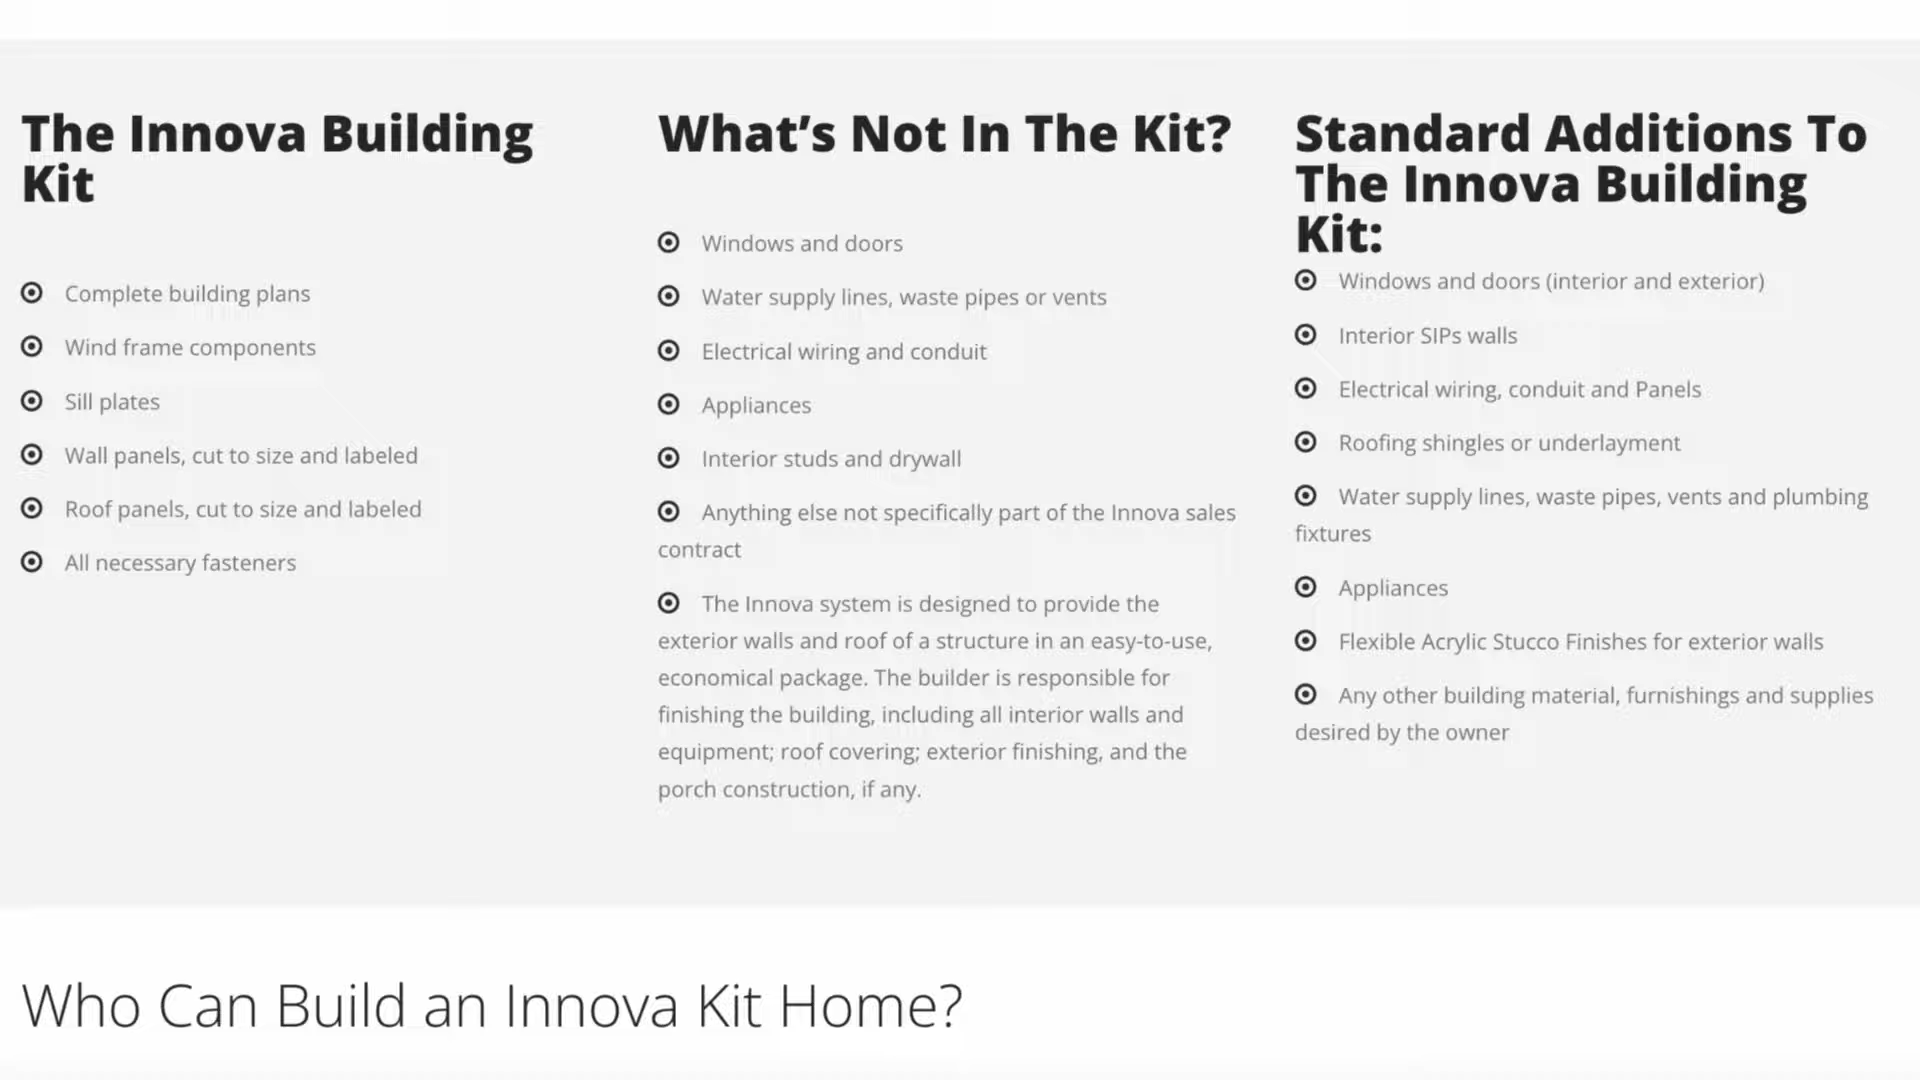 The Innova Building
Kit
Complete building plans
Wind frame components
Sill plates
Wall panels, cut to size and labeled
Roof panels, cut to size and labeled
All necessary fasteners
What’s Not In The Kit?
Windows and doors
Water supply lines, waste pipes or vents
Electrical wiring and conduit
Appliances
Interior studs and drywall
Anything else not specifically part of the Innova sales
contract
The Innova system is designed to provide the
exterior walls and roof of a structure in an easy-to-use,
economical package. The builder is responsible for
finishing the building, including all interior walls and
equipment; roof covering; exterior finishing, and the
porch construction, if any.
Standard Additions To
The Innova Building
Kit:
Windows and doors (interior and exterior)
Interior SIPs walls
Electrical wiring, conduit and Panels
Roofing shingles or underlayment
Water supply lines, waste pipes, vents and plumbing
fixtures
Appliances
Flexible Acrylic Stucco Finishes for exterior walls
Any other building material, furnishings and supplies
desired by the owner
Who Can Build an Innova Kit Home?